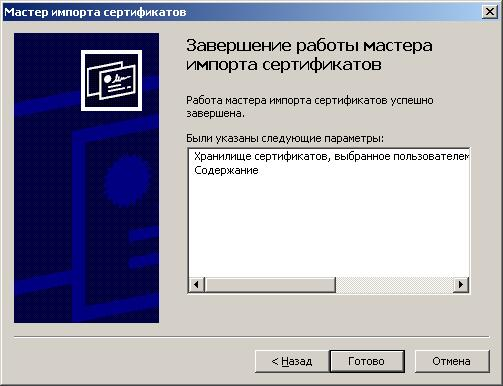 Мастер импорта сертификатов
Завершение работы мастера
импорта сертификатов
Работа мастера импорта сертификатов успешно
завершена.
Были указаны следующие параметры:
Хранилище сертификатов, выбранное пользователем
Содержание
< Назад
Готово
Отмена